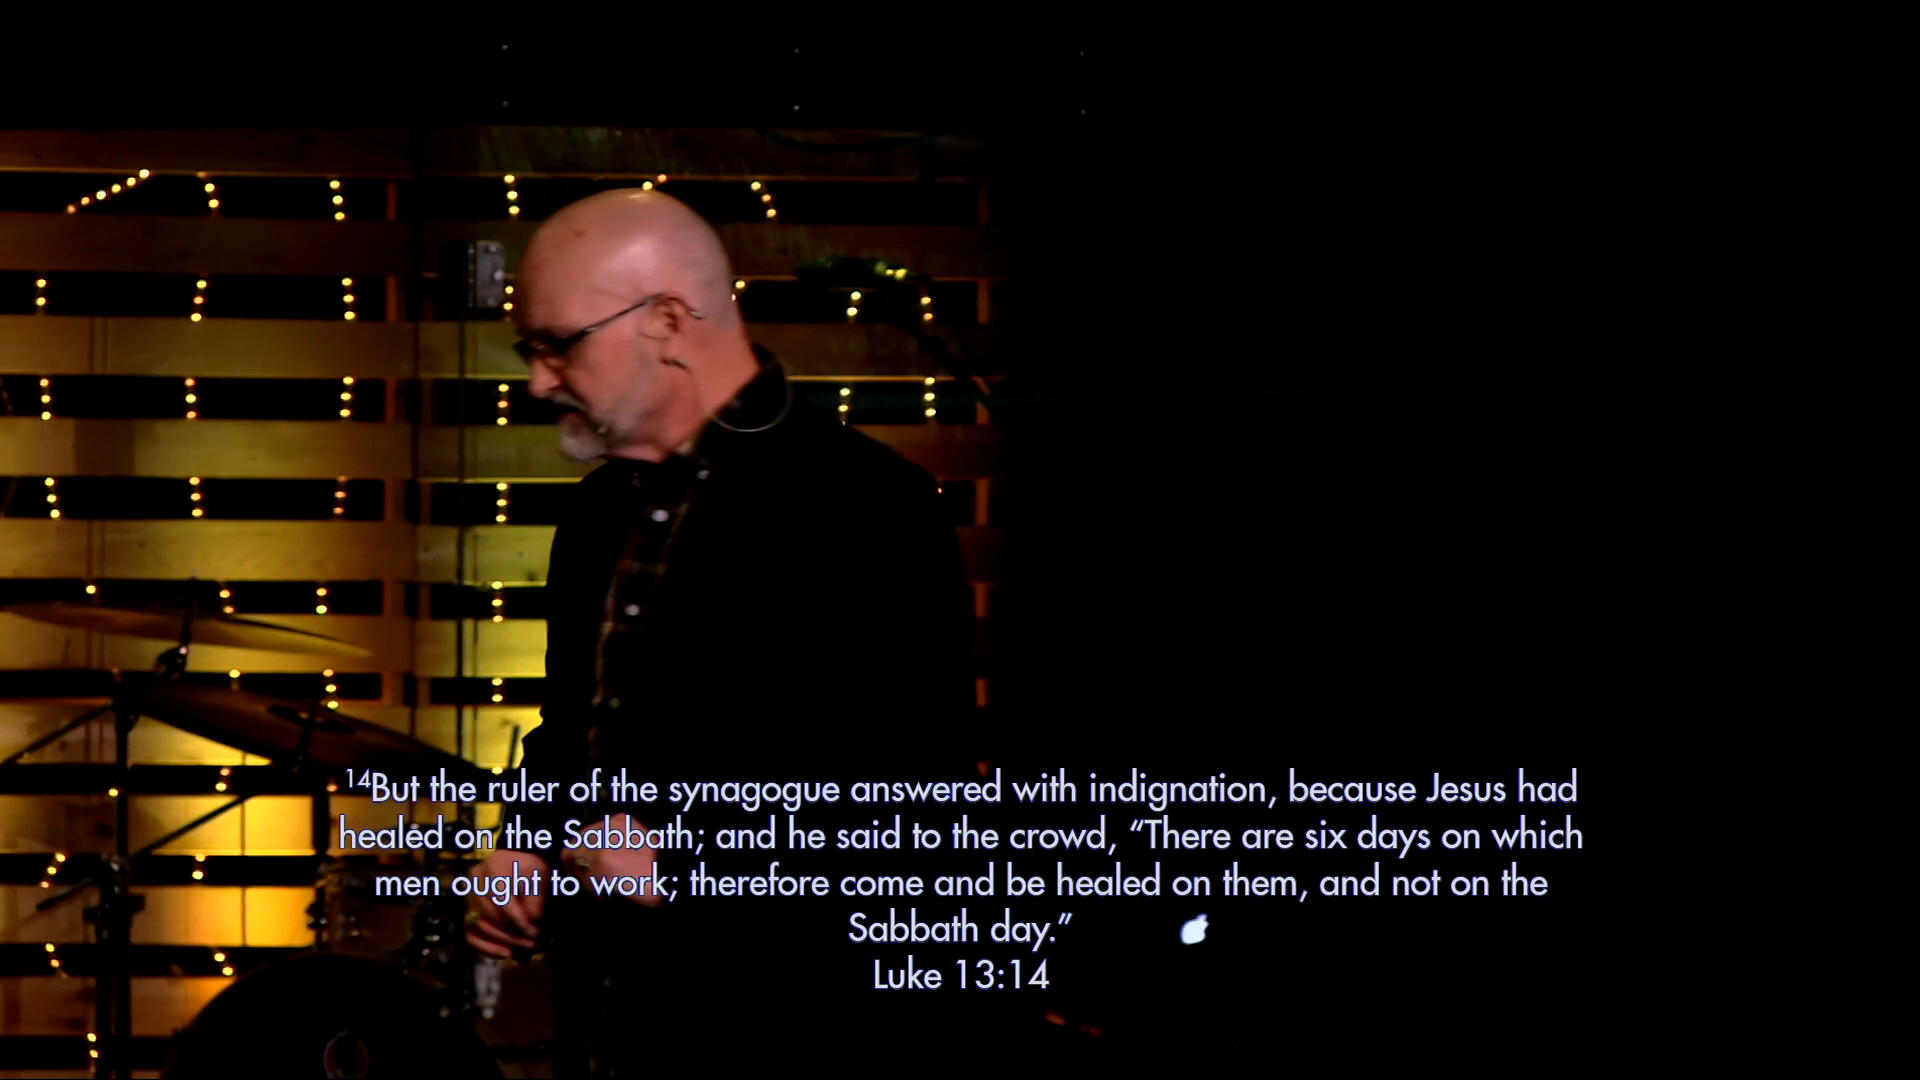 ¹⁴But the ruler of the synagogue answered with indignation, because Jesus had
healed on the Sabbath; and he said to the crowd, “There are six days on which
men ought to work; therefore come and be healed on them, and not on the
Sabbath day.”
Luke 13:14